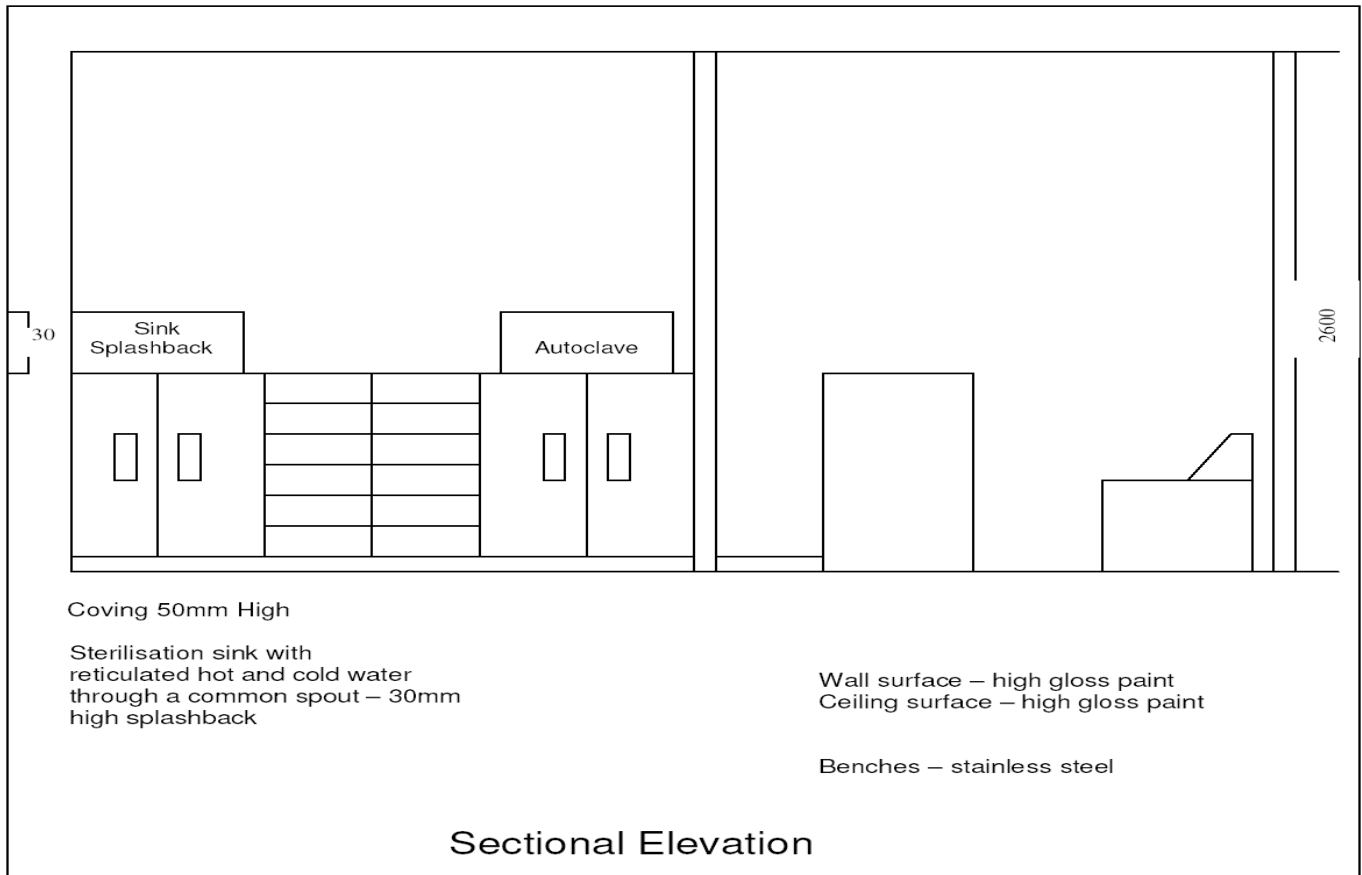 Sink
Splashback
30
Autoclave
2600
Coving 50mm High
Sterilisation sink with
reticulated hot and cold water
through a common spout – 30mm
high splashback
Wall surface – high gloss paint
Ceiling surface – high gloss paint
Benches – stainless steel
Sectional Elevation